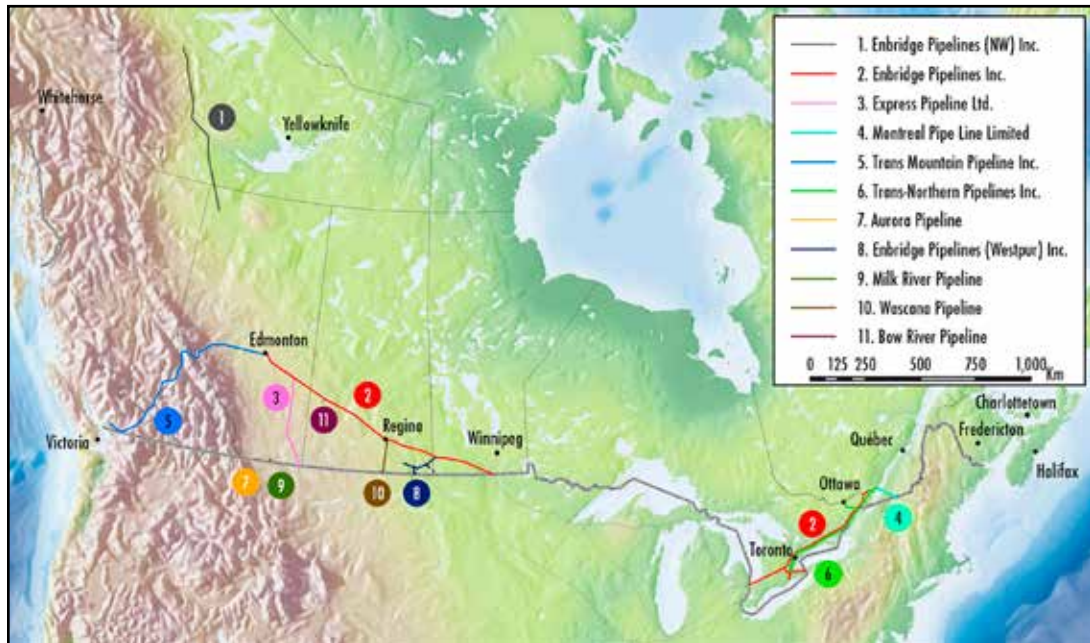 1. Enbridge Pipelines (NW) Inc.
2. Enbridge Pipelines Inc.
3. Express Pipeline Ltd.
4. Montreal Pipe Line Limited
5. Trans Mountain Pipeline Inc.
6. Trans-Northern Pipelines Inc.
7. Aurora Pipeline
8. Enbridge Pipelines (Westpur) Inc.
9. Milk River Pipeline
10. Wascana Pipeline
11. Bow River Pipeline
0 125 250 500 750 1,000 Km
Whitehorse
1
Yellowknife
Edmonton
3
2
11
5
Regina
Victoria
Winnipeg
7
9
10
8
Charlottetown
Fredericton
Québec
Halifax
Ottawa
2
4
Toronto
6